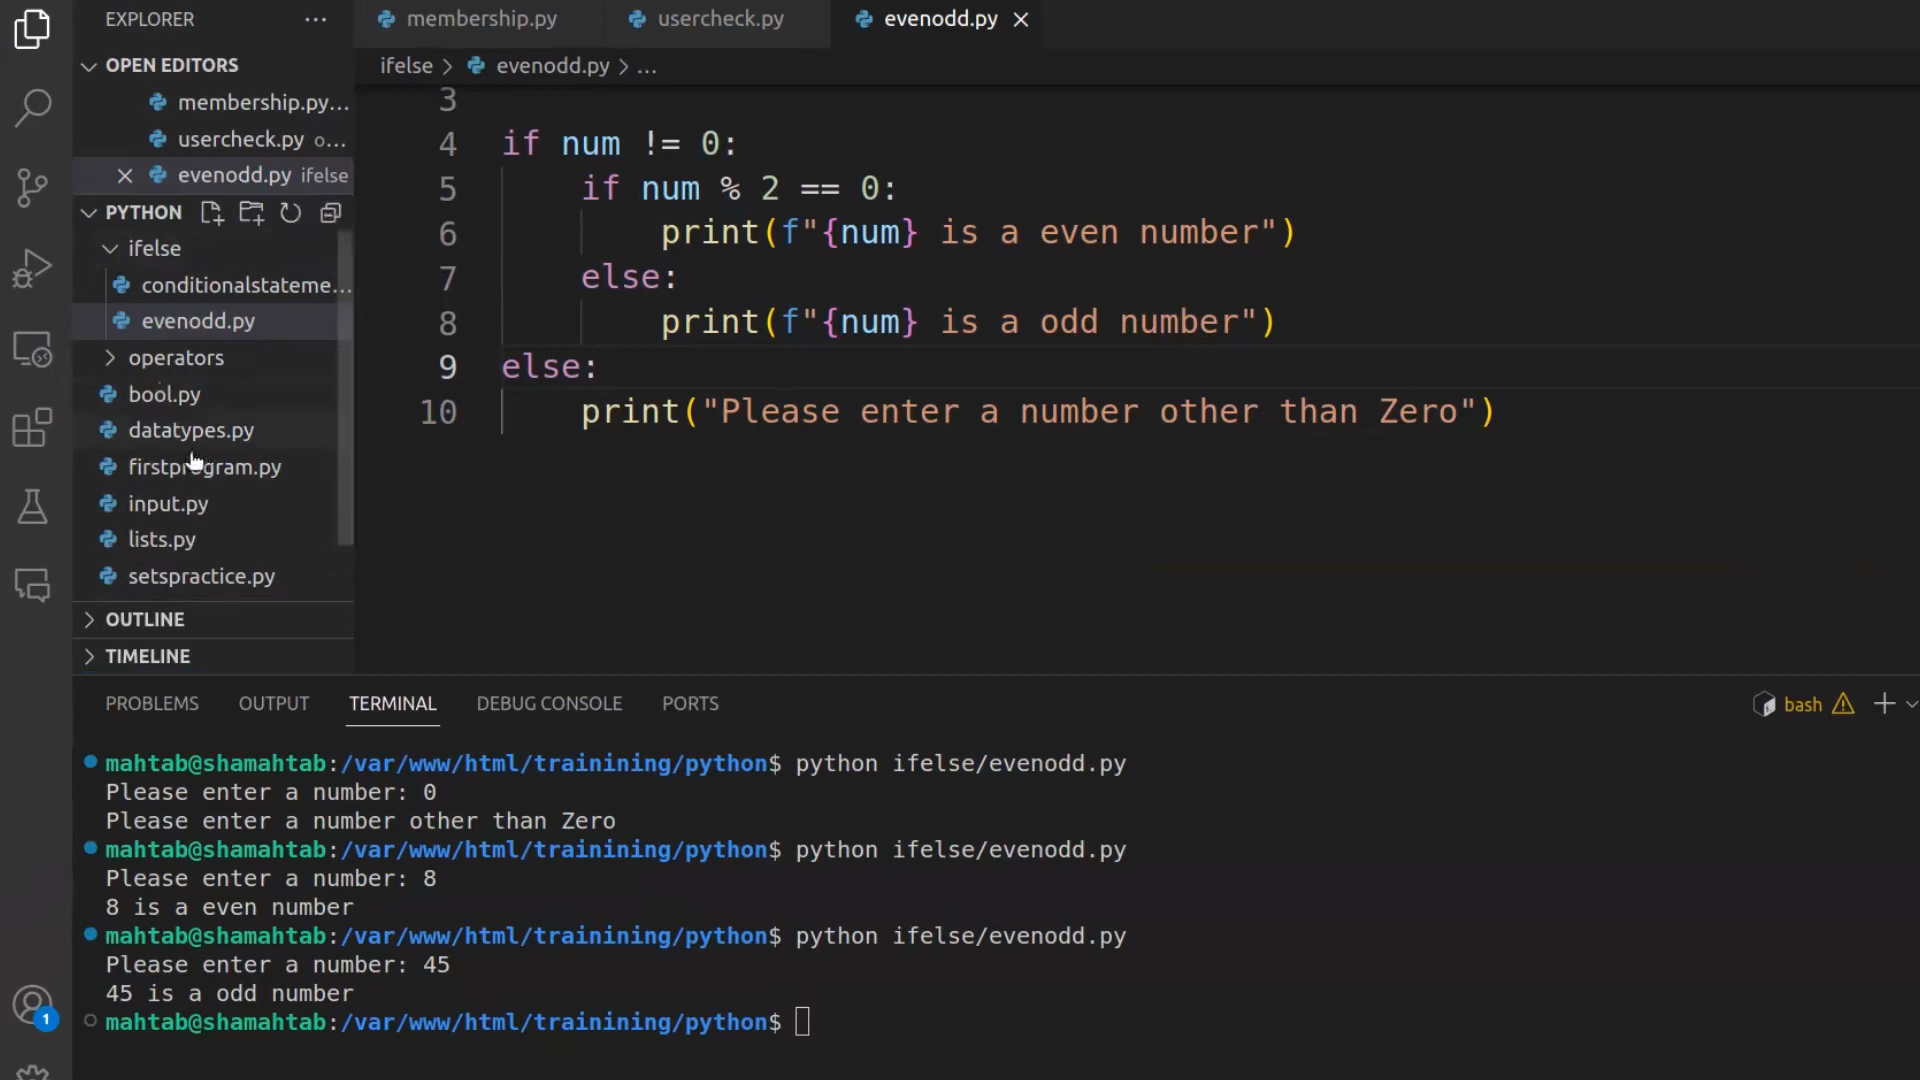 EXPLORER ...
OPEN EDITORS
membership.py...
usercheck.py o...
evenodd.py ifelse
PYTHON
ifelse
conditionalstateme...
evenodd.py
operators
bool.py
datatypes.py
firstprogram.py
input.py
lists.py
setspractice.py
OUTLINE
TIMELINE
membership.py usercheck.py evenodd.py
ifelse > evenodd.py > ...
3
4 if num != 0:
5 if num % 2 == 0:
6 print(f"{num} is a even number")
7 else:
8 print(f"{num} is a odd number")
9 else:
10 print("Please enter a number other than Zero")
PROBLEMS OUTPUT TERMINAL DEBUG CONSOLE PORTS
bash
mahtab@shamahtab:/var/www/html/trainining/python$ python ifelse/evenodd.py
Please enter a number: 0
Please enter a number other than Zero
mahtab@shamahtab:/var/www/html/trainining/python$ python ifelse/evenodd.py
Please enter a number: 8
8 is a even number
mahtab@shamahtab:/var/www/html/trainining/python$ python ifelse/evenodd.py
Please enter a number: 45
45 is a odd number
mahtab@shamahtab:/var/www/html/trainining/python$
1